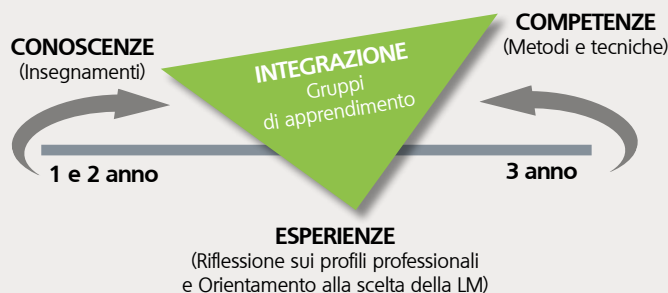 CONOSCENZE
(Insegnamenti)
COMPETENZE
(Metodi e tecniche)
INTEGRAZIONE
Gruppi
di apprendimento
1 e 2 anno
3 anno
ESPERIENZE
(Riflessione sui profili professionali
e Orientamento alla scelta della LM)